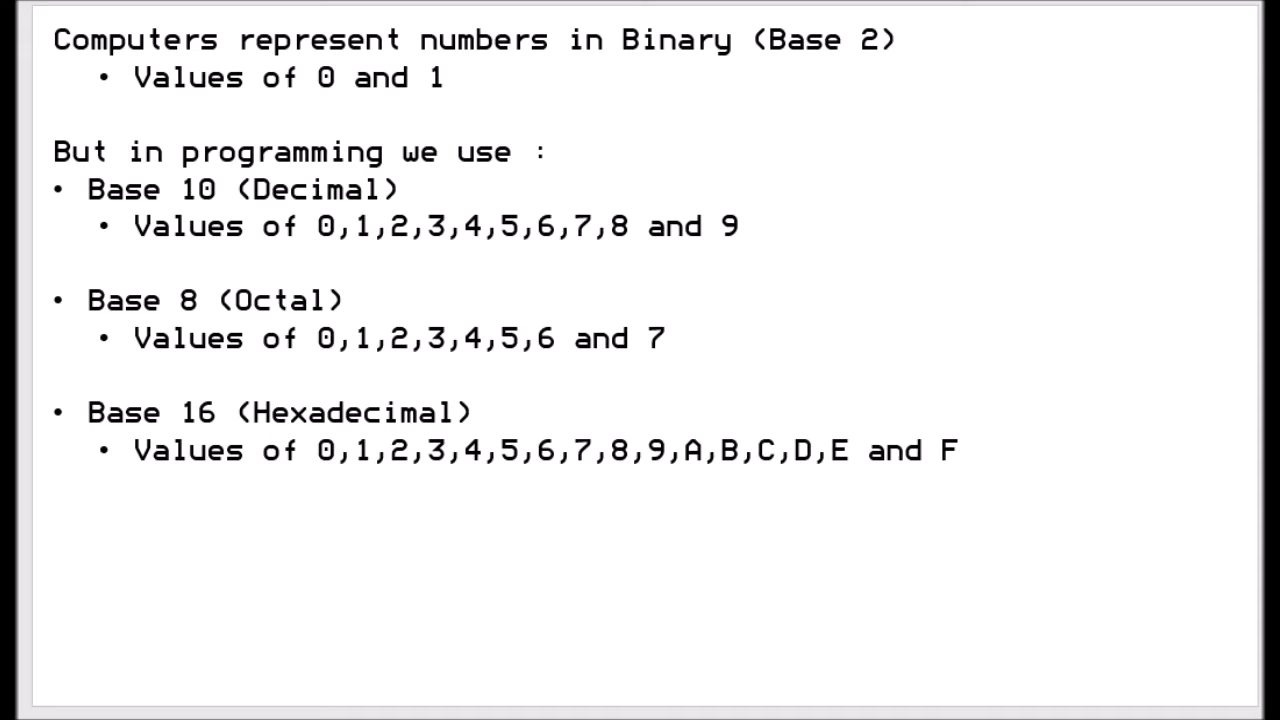 Computers represent numbers in Binary (Base 2)
• Values of 0 and 1
But in programming we use :
• Base 10 (Decimal)
• Values of 0,1,2,3,4,5,6,7,8 and 9
• Base 8 (Octal)
• Values of 0,1,2,3,4,5,6 and 7
• Base 16 (Hexadecimal)
• Values of 0,1,2,3,4,5,6,7,8,9,A,B,C,D,E and F